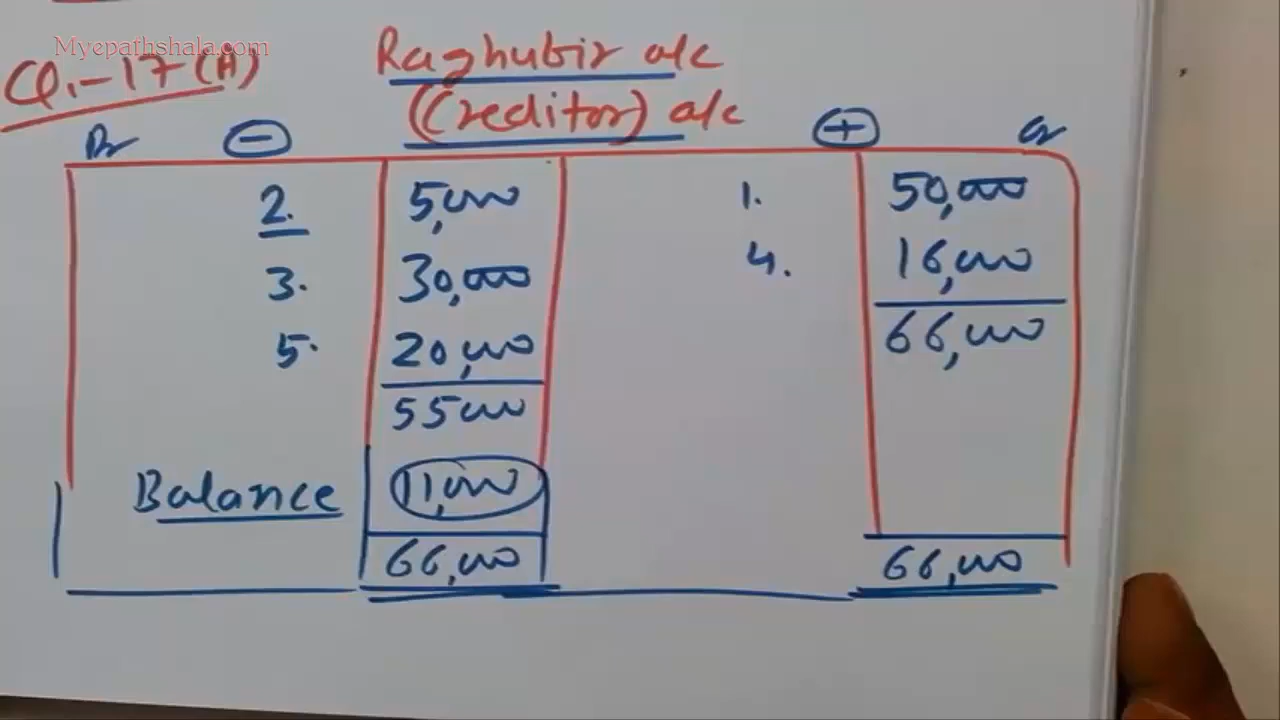 Myepathshala.com
Q.-17(A)
Raghubir a/c
(Creditor) a/c
Dr - + Cr
2. 5,000 1. 50,000
3. 30,000 4. 16,000
5. 20,000 66,000
55000
Balance 11,000
66,000 66,000